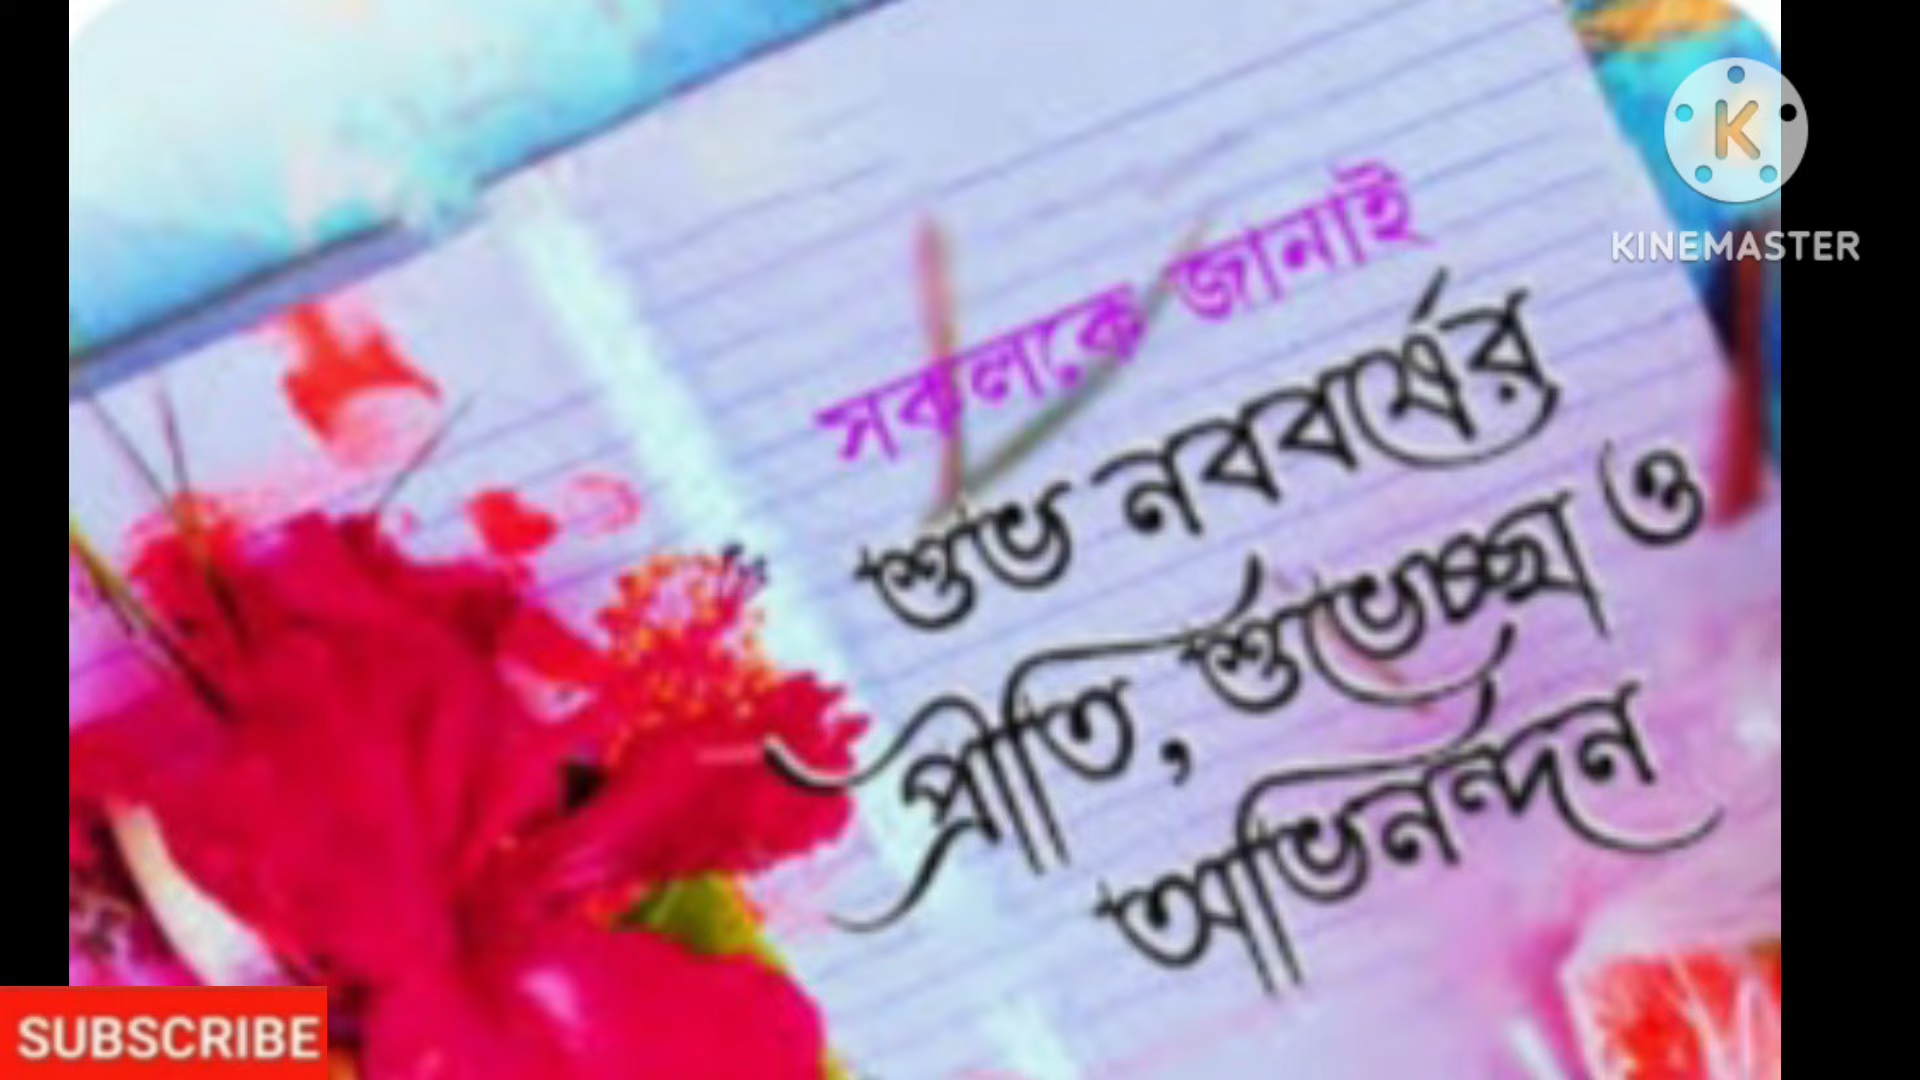 সকলকে জানাই
শুভ নববর্ষের
প্রীতি, শুভেচ্ছা ও
অভিনন্দন
KINEMASTER
SUBSCRIBE